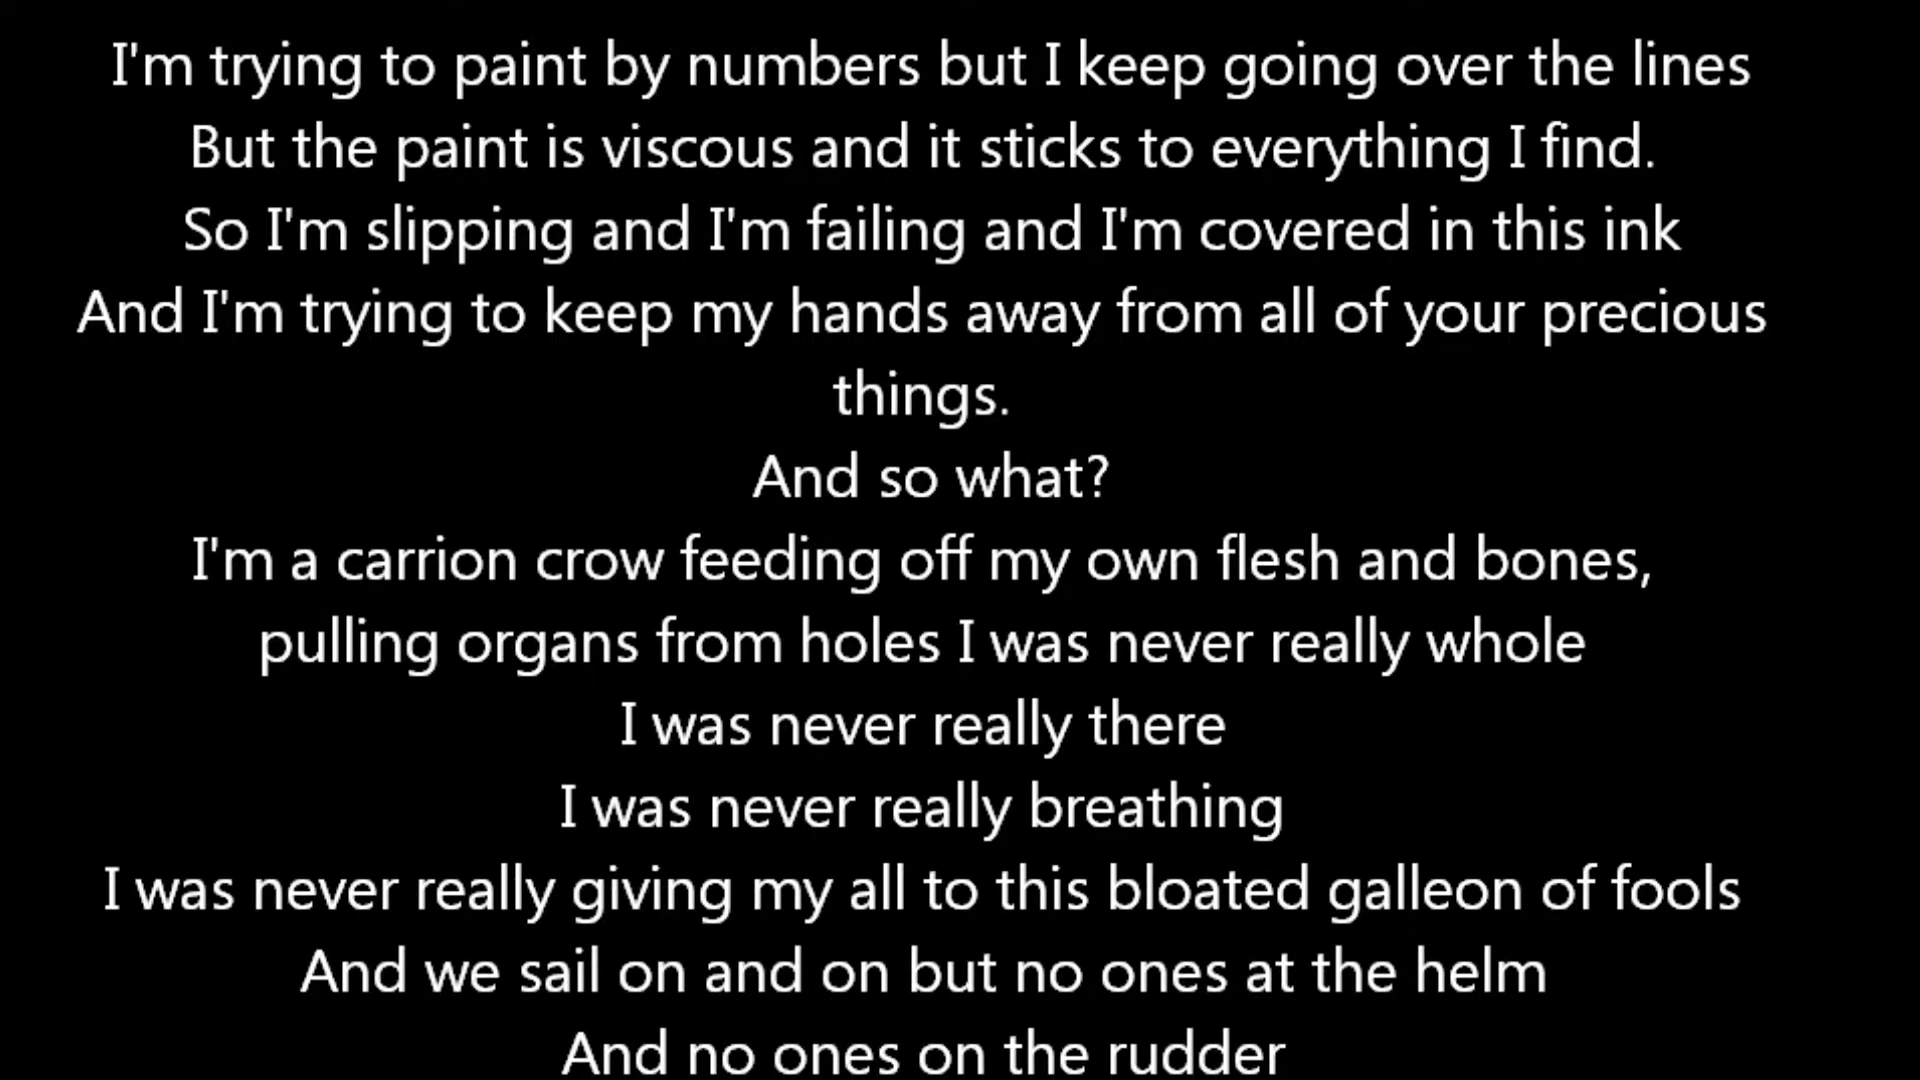 I'm trying to paint by numbers but I keep going over the lines
But the paint is viscous and it sticks to everything I find.
So I'm slipping and I'm failing and I'm covered in this ink
And I'm trying to keep my hands away from all of your precious
things.
And so what?
I'm a carrion crow feeding off my own flesh and bones,
pulling organs from holes I was never really whole
I was never really there
I was never really breathing
I was never really giving my all to this bloated galleon of fools
And we sail on and on but no ones at the helm
And no ones on the rudder